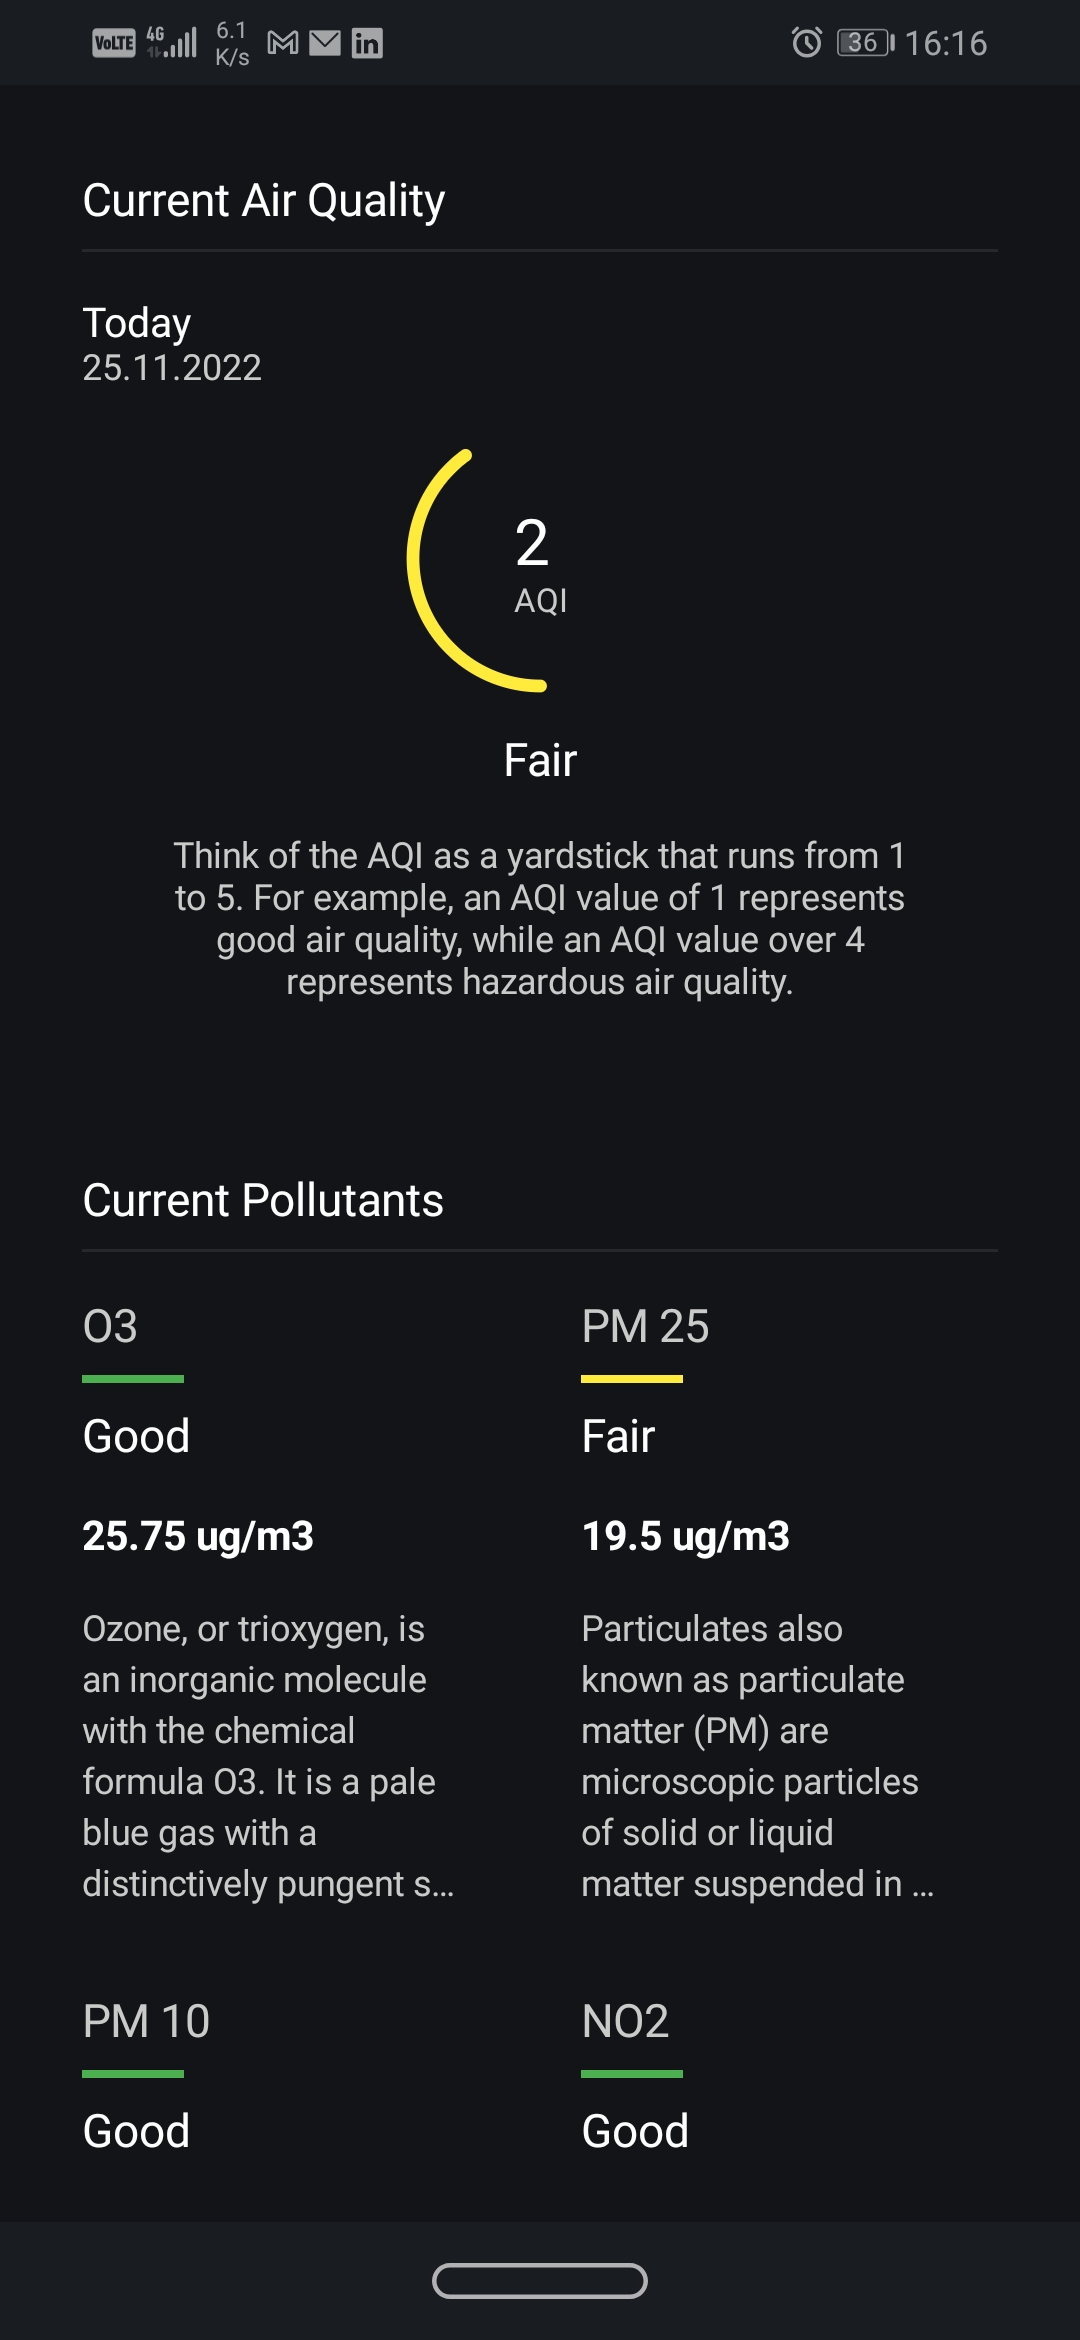 VoLTE 4G 6.1 K/s 36 16:16
Current Air Quality
Today
25.11.2022
2
AQI
Fair
Think of the AQI as a yardstick that runs from 1
to 5. For example, an AQI value of 1 represents
good air quality, while an AQI value over 4
represents hazardous air quality.
Current Pollutants
O3
Good
25.75 ug/m3
Ozone, or trioxygen, is
an inorganic molecule
with the chemical
formula O3. It is a pale
blue gas with a
distinctively pungent s...
PM 25
Fair
19.5 ug/m3
Particulates also
known as particulate
matter (PM) are
microscopic particles
of solid or liquid
matter suspended in ...
PM 10
Good
NO2
Good